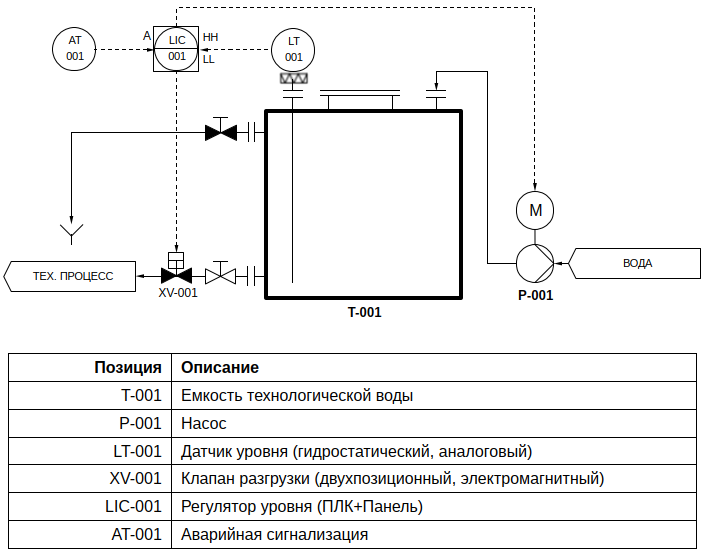 AT
001
A
LIC
001
HH
LL
LT
001
M
ТЕХ. ПРОЦЕСС
XV-001
T-001
P-001
ВОДА
Позиция Описание
T-001 Емкость технологической воды
P-001 Насос
LT-001 Датчик уровня (гидростатический, аналоговый)
XV-001 Клапан разгрузки (двухпозиционный, электромагнитный)
LIC-001 Регулятор уровня (ПЛК+Панель)
AT-001 Аварийная сигнализация